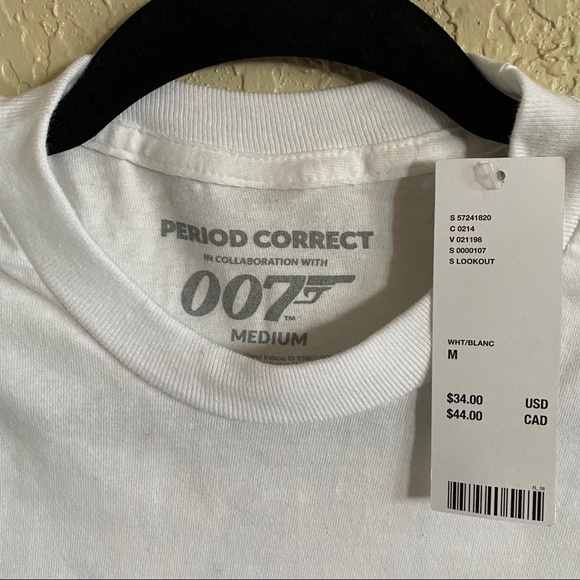 PERIOD CORRECT
IN COLLABORATION WITH
007™
MEDIUM
S 57241820
C 0214
V 021198
S 0000107
S LOOKOUT
WHT/BLANC
M
$34.00 USD
$44.00 CAD